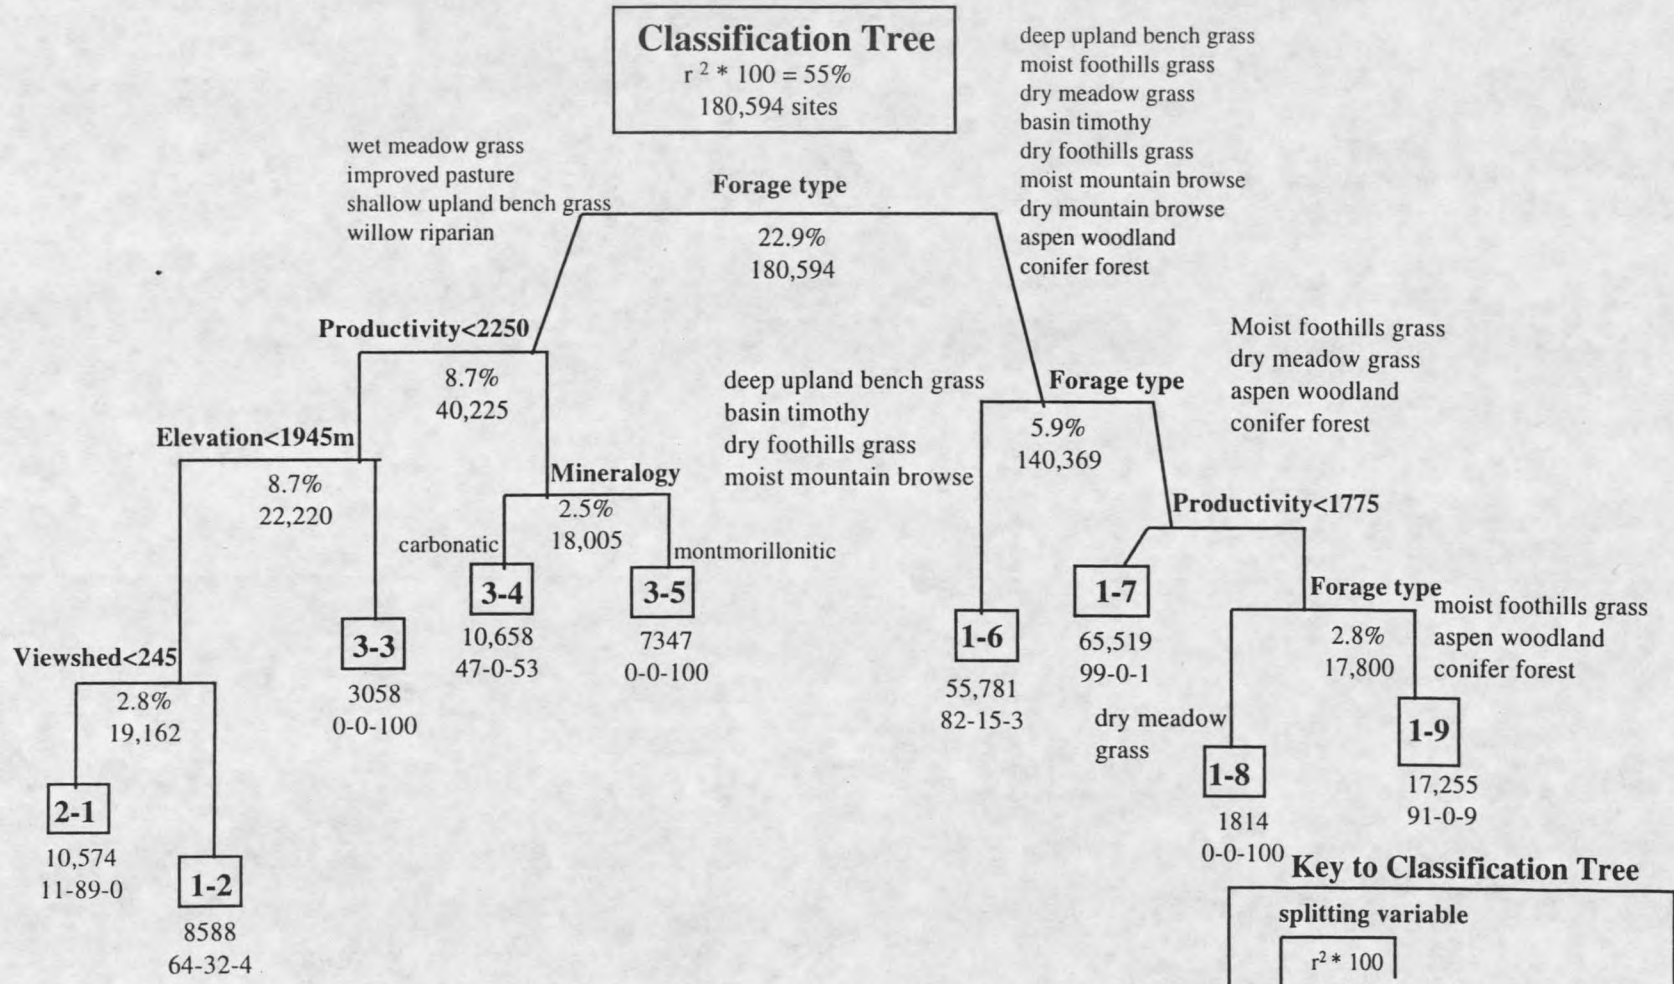 Classification Tree
r² * 100 = 55%
180,594 sites
deep upland bench grass
moist foothills grass
dry meadow grass
basin timothy
dry foothills grass
moist mountain browse
dry mountain browse
aspen woodland
conifer forest
wet meadow grass
improved pasture
shallow upland bench grass
willow riparian
Forage type
22.9%
180,594
Productivity<2250
8.7%
40,225
Elevation<1945m
8.7%
22,220
Mineralogy
2.5%
18,005
carbonatic
montmorillonitic
3-4
10,658
47-0-53
3-5
7347
0-0-100
3-3
3058
0-0-100
Viewshed<245
2.8%
19,162
2-1
10,574
11-89-0
1-2
8588
64-32-4
deep upland bench grass
basin timothy
dry foothills grass
moist mountain browse
Forage type
5.9%
140,369
Moist foothills grass
dry meadow grass
aspen woodland
conifer forest
Productivity<1775
1-6
55,781
82-15-3
1-7
65,519
99-0-1
Forage type
2.8%
17,800
moist foothills grass
aspen woodland
conifer forest
dry meadow
grass
1-8
1814
0-0-100
1-9
17,255
91-0-9
Key to Classification Tree
splitting variable
r² * 100